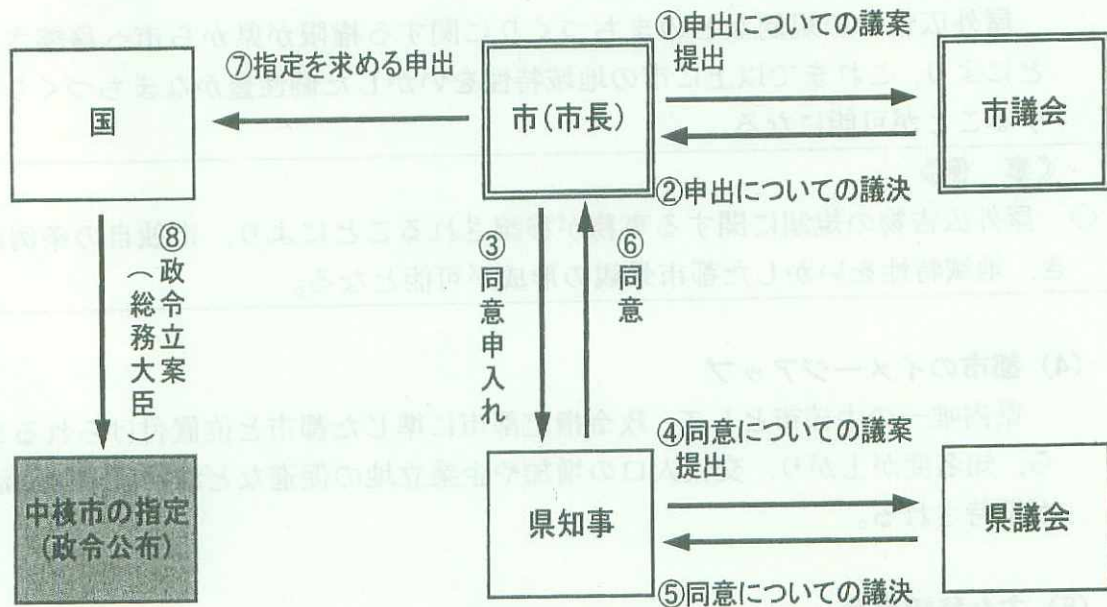 ①申出についての議案
提出
⑦指定を求める申出
国
市(市長)
市議会
②申出についての議決
⑧政令立案
（総務大臣）
③同意申入れ
⑥同意
④同意についての議案
提出
中核市の指定
(政令公布)
県知事
県議会
⑤同意についての議決